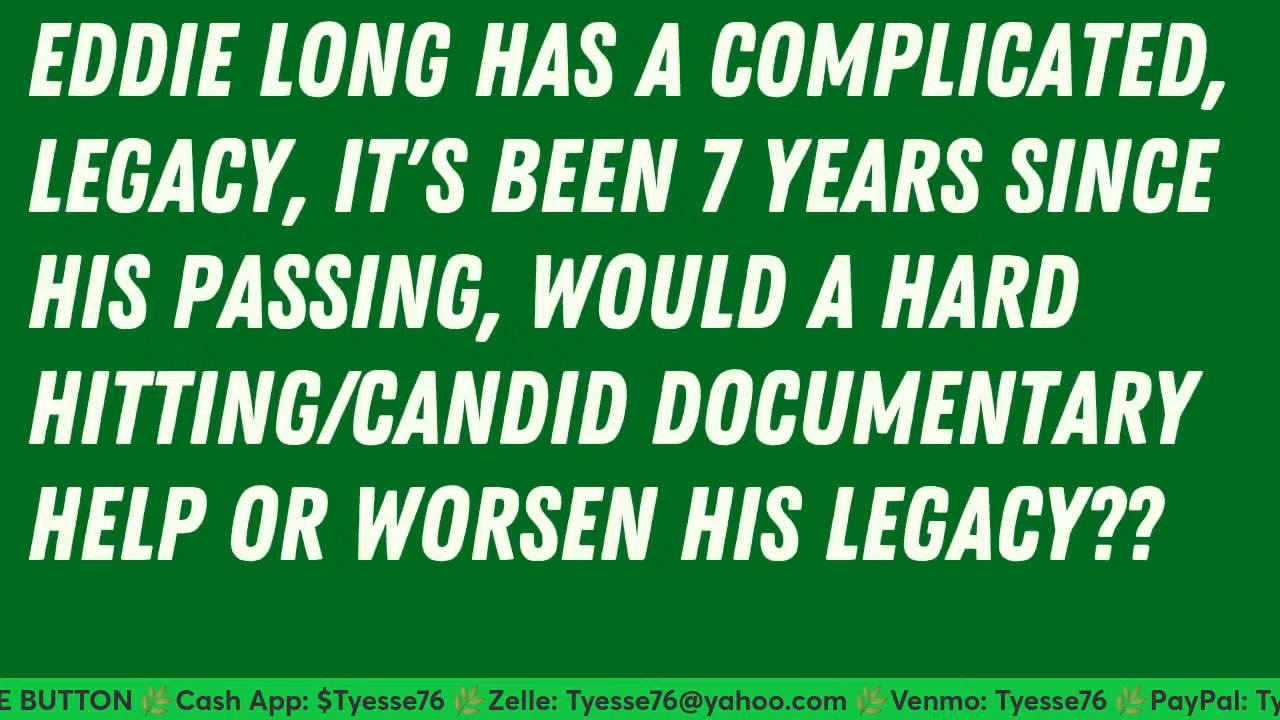 EDDIE LONG HAS A COMPLICATED,
LEGACY, IT'S BEEN 7 YEARS SINCE
HIS PASSING, WOULD A HARD
HITTING/CANDID DOCUMENTARY
HELP OR WORSEN HIS LEGACY??
E BUTTON 🌿 Cash App: $Tyesse76 🌿 Zelle: Tyesse76@yahoo.com 🌿 Venmo: Tyesse76 🌿 PayPal: Ty